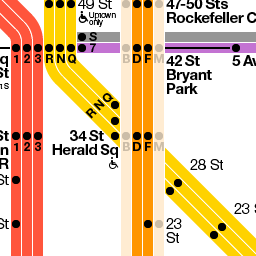 49 St
Uptown
only
47-50 Sts
Rockefeller C
S
7
q
1 2 3
R N Q
B D F M
42 St
Bryant
Park
5 Av
St
R N Q
St
1 2 3
n
R
34 St
Herald Sq
B D F M
28 St
St
23
St
23 S
St